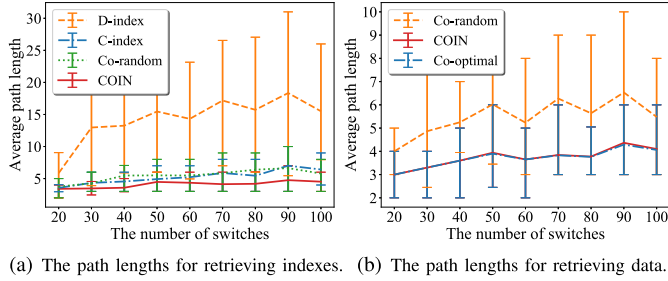 Average path length
30
25
20
15
10
5
D-index
C-index
Co-random
COIN
20 30 40 50 60 70 80 90 100
The number of switches
Average path length
10
9
8
7
6
5
4
3
2
Co-random
COIN
Co-optimal
20 30 40 50 60 70 80 90 100
The number of switches
(a) The path lengths for retrieving indexes.
(b) The path lengths for retrieving data.